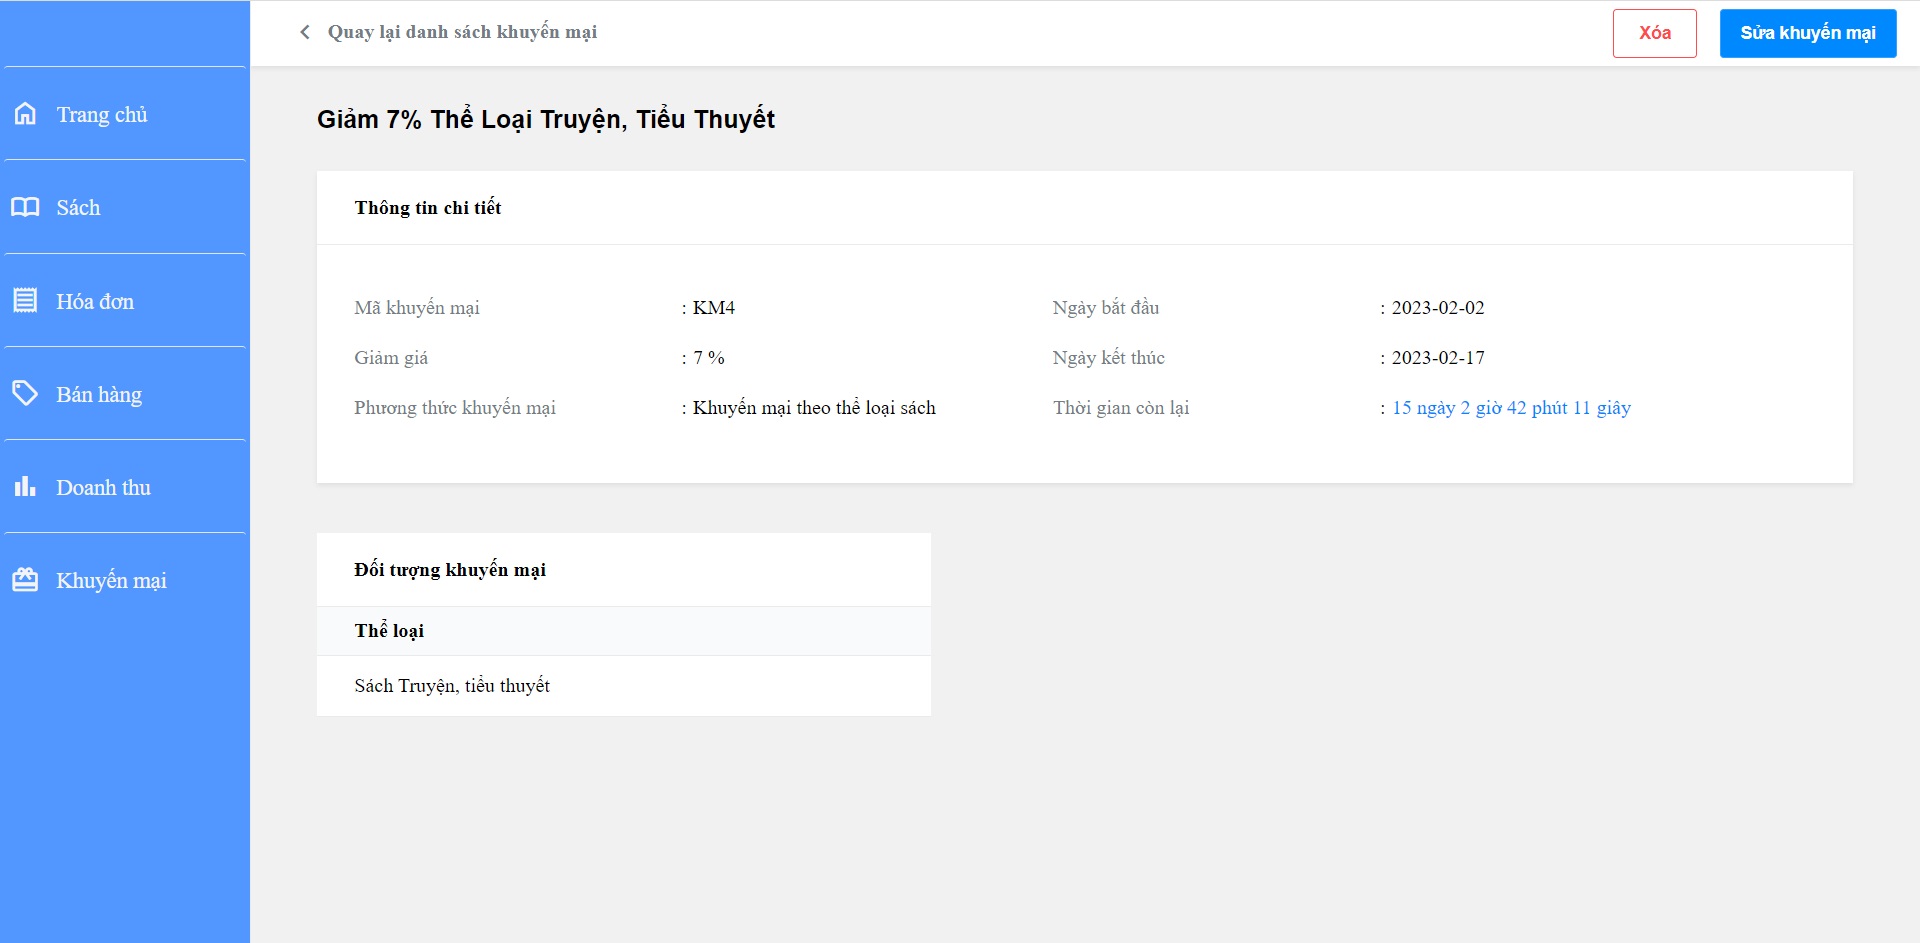 Quay lại danh sách khuyến mại
Xóa
Sửa khuyến mại
Trang chủ
Sách
Hóa đơn
Bán hàng
Doanh thu
Khuyến mại
Giảm 7% Thể Loại Truyện, Tiểu Thuyết
Thông tin chi tiết
Mã khuyến mại : KM4 Ngày bắt đầu : 2023-02-02
Giảm giá : 7 % Ngày kết thúc : 2023-02-17
Phương thức khuyến mại : Khuyến mại theo thể loại sách Thời gian còn lại : 15 ngày 2 giờ 42 phút 11 giây
Đối tượng khuyến mại
Thể loại
Sách Truyện, tiểu thuyết